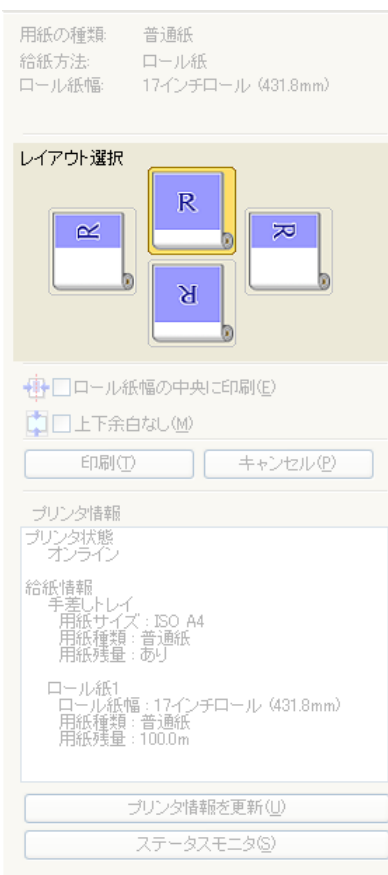 用紙の種類: 普通紙
給紙方法: ロール紙
ロール紙幅: 17インチロール (431.8mm)
レイアウト選択
R
R
R
R
ロール紙幅の中央に印刷(E)
上下余白なし(M)
印刷(T) キャンセル(P)
プリンタ情報
プリンタ状態
オンライン
給紙情報
手差しトレイ
用紙サイズ : ISO A4
用紙種類 : 普通紙
用紙残量 : あり
ロール紙1
ロール紙幅 : 17インチロール (431.8mm)
用紙種類 : 普通紙
用紙残量 : 100.0m
プリンタ情報を更新(U)
ステータスモニタ(S)